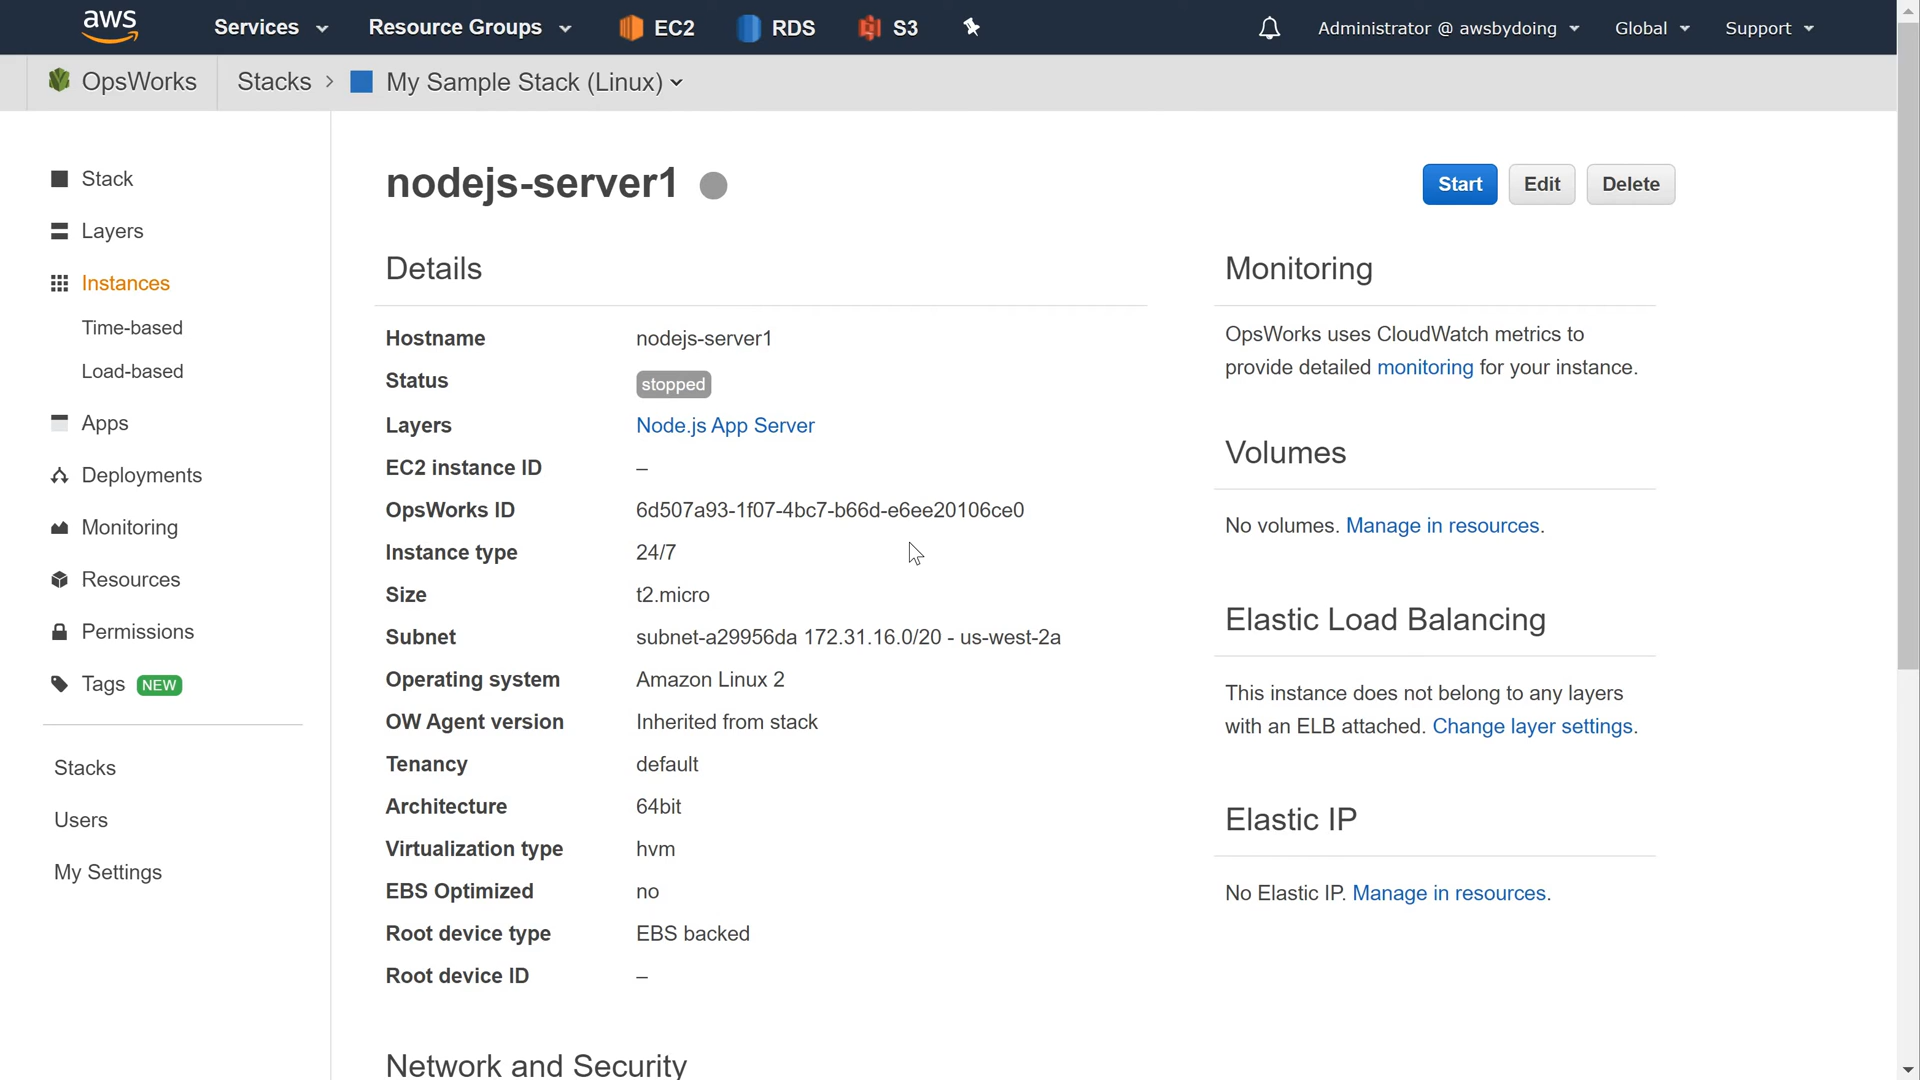 aws Services Resource Groups EC2 RDS S3 Administrator @ awsbydoing Global Support
OpsWorks Stacks > My Sample Stack (Linux)
Stack
Layers
Instances
Time-based
Load-based
Apps
Deployments
Monitoring
Resources
Permissions
Tags NEW
Stacks
Users
My Settings
nodejs-server1
Start Edit Delete
Details
Hostname nodejs-server1
Status stopped
Layers Node.js App Server
EC2 instance ID –
OpsWorks ID 6d507a93-1f07-4bc7-b66d-e6ee20106ce0
Instance type 24/7
Size t2.micro
Subnet subnet-a29956da 172.31.16.0/20 - us-west-2a
Operating system Amazon Linux 2
OW Agent version Inherited from stack
Tenancy default
Architecture 64bit
Virtualization type hvm
EBS Optimized no
Root device type EBS backed
Root device ID –
Network and Security
Monitoring
OpsWorks uses CloudWatch metrics to
provide detailed monitoring for your instance.
Volumes
No volumes. Manage in resources.
Elastic Load Balancing
This instance does not belong to any layers
with an ELB attached. Change layer settings.
Elastic IP
No Elastic IP. Manage in resources.